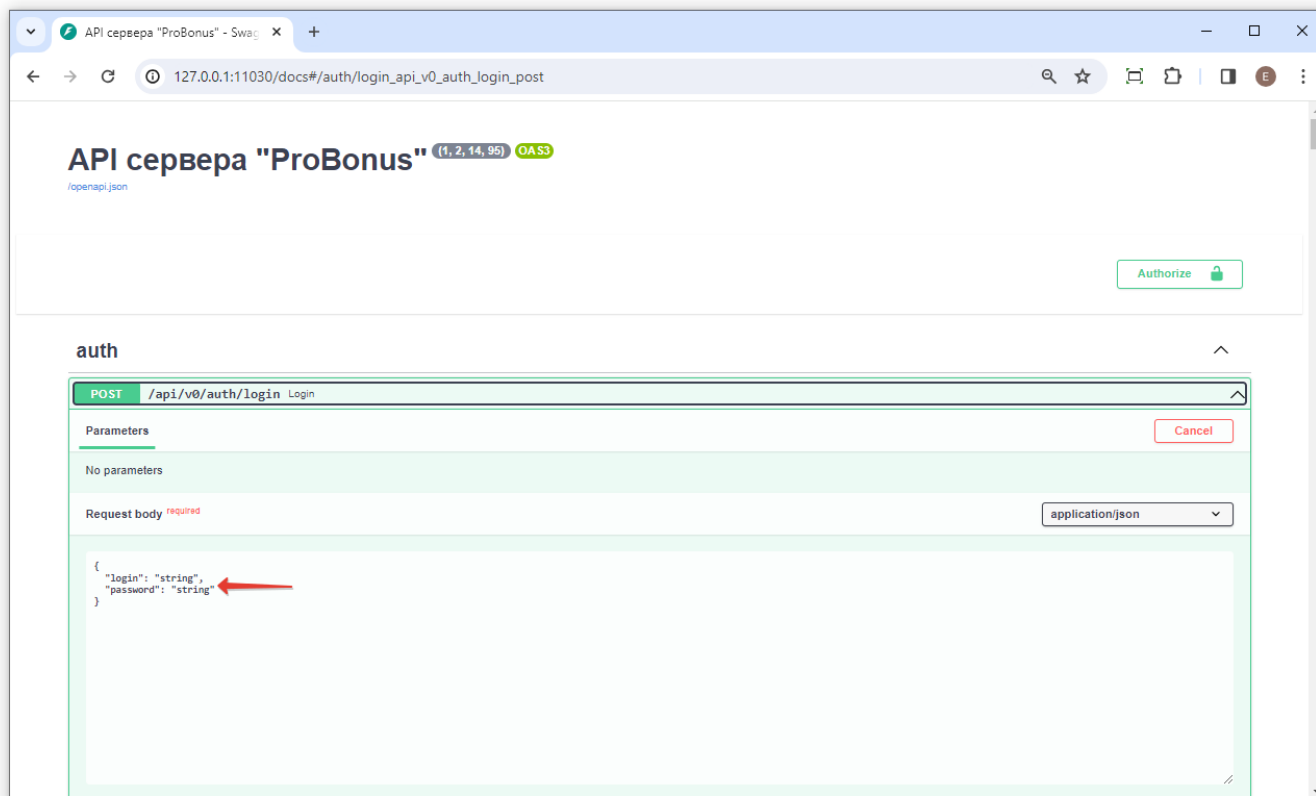 API сервера "ProBonus" - Swag
127.0.0.1:11030/docs#/auth/login_api_v0_auth_login_post
E
API сервера "ProBonus" (1, 2, 14, 95) OAS3
/openapi.json
Authorize
auth
POST /api/v0/auth/login Login
Parameters
Cancel
No parameters
Request body required
application/json
{
"login": "string",
"password": "string"
}